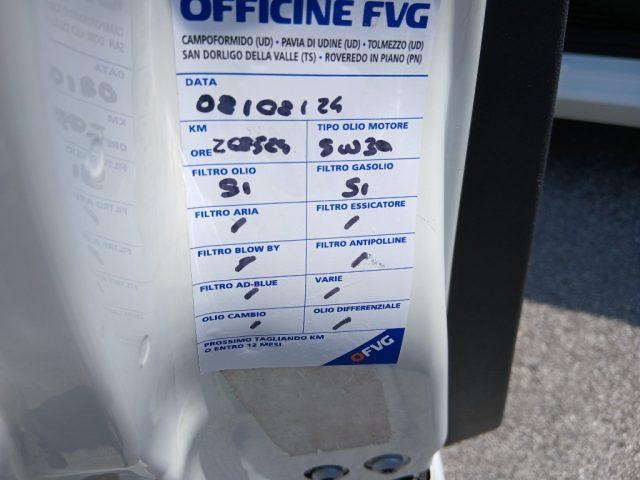 OFFICINE FVG
CAMPOFORMIDO (UD) • PAVIA DI UDINE (UD) • TOLMEZZO (UD)
SAN DORLIGO DELLA VALLE (TS) • ROVEREDO IN PIANO (PN)
DATA
08/08/24
KM TIPO OLIO MOTORE
ORE 5W30
FILTRO OLIO FILTRO GASOLIO
SI SI
FILTRO ARIA FILTRO ESSICATORE
/ /
FILTRO BLOW BY FILTRO ANTIPOLLINE
/ /
FILTRO AD-BLUE VARIE
/ /
OLIO CAMBIO OLIO DIFFERENZIALE
/ /
PROSSIMO TAGLIANDO KM
O ENTRO 12 MESI
OFVG